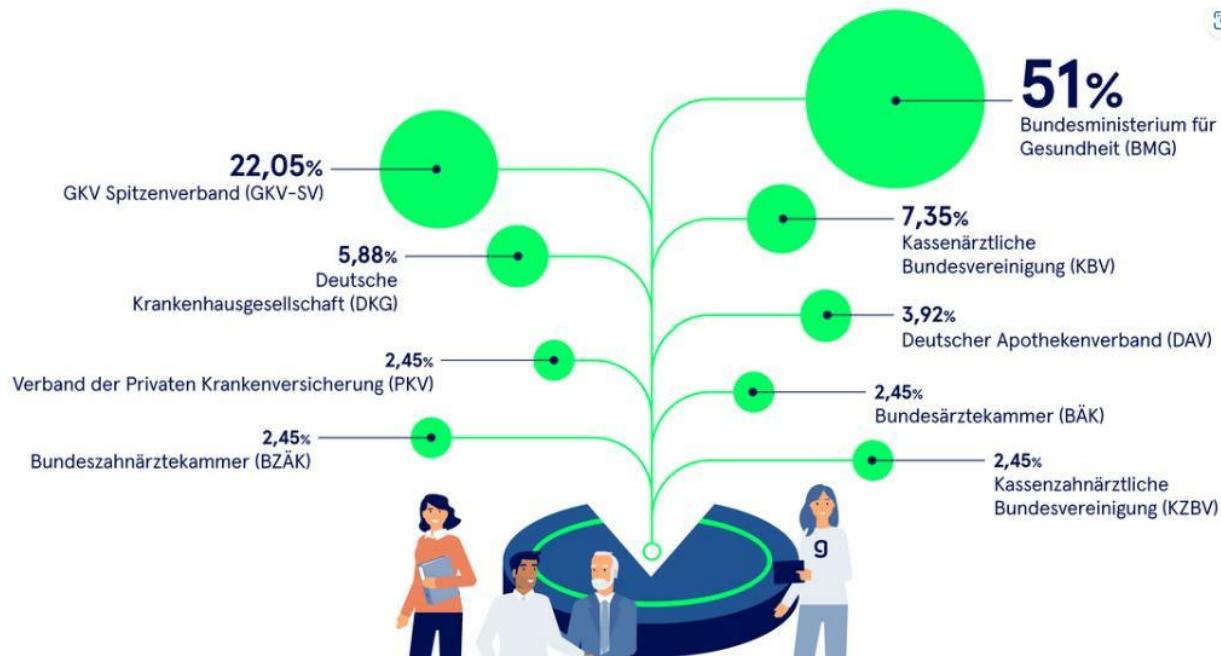 51%
Bundesministerium für
Gesundheit (BMG)
22,05%
GKV Spitzenverband (GKV-SV)
7,35%
Kassenärztliche
Bundesvereinigung (KBV)
5,88%
Deutsche
Krankenhausgesellschaft (DKG)
3,92%
Deutscher Apothekenverband (DAV)
2,45%
Verband der Privaten Krankenversicherung (PKV)
2,45%
Bundesärztekammer (BÄK)
2,45%
Bundeszahnärztekammer (BZÄK)
2,45%
Kassenzahnärztliche
Bundesvereinigung (KZBV)
g